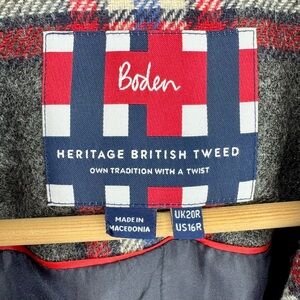 Boden
HERITAGE BRITISH TWEED
OWN TRADITION WITH A TWIST
MADE IN
MACEDONIA
UK20R
US16R